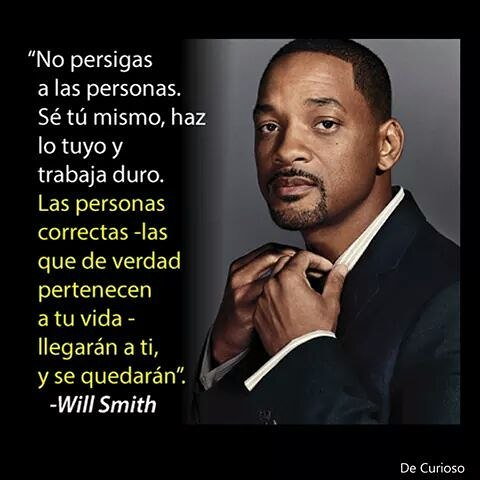 “No persigas
a las personas.
Sé tú mismo, haz
lo tuyo y
trabaja duro.
Las personas
correctas -las
que de verdad
pertenecen
a tu vida -
llegarán a ti,
y se quedarán”.
-Will Smith
De Curioso